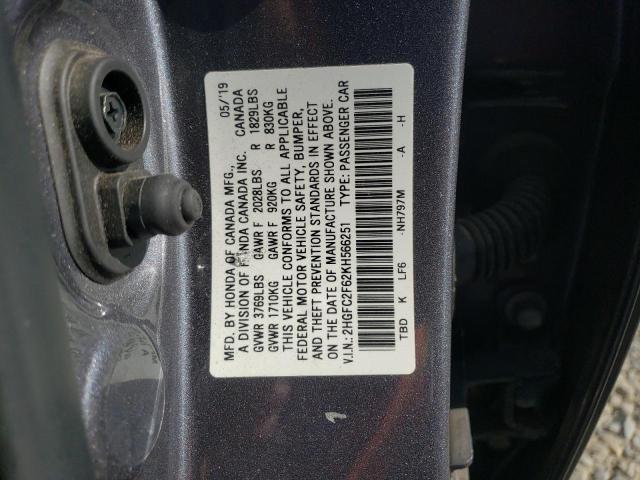 MFD. BY HONDA OF CANADA MFG., 05/'19
A DIVISION OF HONDA CANADA INC. CANADA
GVWR 3769LBS GAWR F 2028LBS R 1829LBS
GVWR 1710KG GAWR F 920KG R 830KG
THIS VEHICLE CONFORMS TO ALL APPLICABLE
FEDERAL MOTOR VEHICLE SAFETY, BUMPER,
AND THEFT PREVENTION STANDARDS IN EFFECT
ON THE DATE OF MANUFACTURE SHOWN ABOVE.
V.I.N.: 2HGFC2F62KH566251 TYPE: PASSENGER CAR
TBD K LF6 -NH797M -A -H